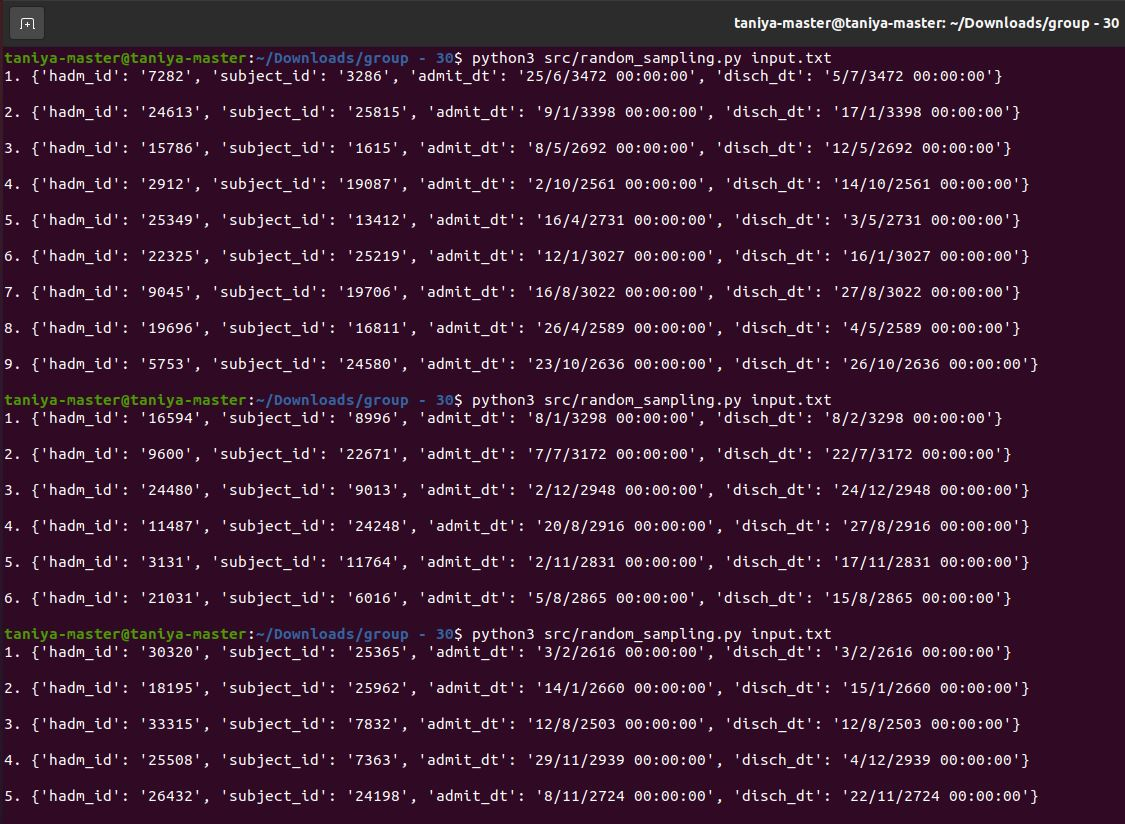 taniya-master@taniya-master: ~/Downloads/group - 30
taniya-master@taniya-master:~/Downloads/group - 30$ python3 src/random_sampling.py input.txt
1. {'hadm_id': '7282', 'subject_id': '3286', 'admit_dt': '25/6/3472 00:00:00', 'disch_dt': '5/7/3472 00:00:00'}
2. {'hadm_id': '24613', 'subject_id': '25815', 'admit_dt': '9/1/3398 00:00:00', 'disch_dt': '17/1/3398 00:00:00'}
3. {'hadm_id': '15786', 'subject_id': '1615', 'admit_dt': '8/5/2692 00:00:00', 'disch_dt': '12/5/2692 00:00:00'}
4. {'hadm_id': '2912', 'subject_id': '19087', 'admit_dt': '2/10/2561 00:00:00', 'disch_dt': '14/10/2561 00:00:00'}
5. {'hadm_id': '25349', 'subject_id': '13412', 'admit_dt': '16/4/2731 00:00:00', 'disch_dt': '3/5/2731 00:00:00'}
6. {'hadm_id': '22325', 'subject_id': '25219', 'admit_dt': '12/1/3027 00:00:00', 'disch_dt': '16/1/3027 00:00:00'}
7. {'hadm_id': '9045', 'subject_id': '19706', 'admit_dt': '16/8/3022 00:00:00', 'disch_dt': '27/8/3022 00:00:00'}
8. {'hadm_id': '19696', 'subject_id': '16811', 'admit_dt': '26/4/2589 00:00:00', 'disch_dt': '4/5/2589 00:00:00'}
9. {'hadm_id': '5753', 'subject_id': '24580', 'admit_dt': '23/10/2636 00:00:00', 'disch_dt': '26/10/2636 00:00:00'}
taniya-master@taniya-master:~/Downloads/group - 30$ python3 src/random_sampling.py input.txt
1. {'hadm_id': '16594', 'subject_id': '8996', 'admit_dt': '8/1/3298 00:00:00', 'disch_dt': '8/2/3298 00:00:00'}
2. {'hadm_id': '9600', 'subject_id': '22671', 'admit_dt': '7/7/3172 00:00:00', 'disch_dt': '22/7/3172 00:00:00'}
3. {'hadm_id': '24480', 'subject_id': '9013', 'admit_dt': '2/12/2948 00:00:00', 'disch_dt': '24/12/2948 00:00:00'}
4. {'hadm_id': '11487', 'subject_id': '24248', 'admit_dt': '20/8/2916 00:00:00', 'disch_dt': '27/8/2916 00:00:00'}
5. {'hadm_id': '3131', 'subject_id': '11764', 'admit_dt': '2/11/2831 00:00:00', 'disch_dt': '17/11/2831 00:00:00'}
6. {'hadm_id': '21031', 'subject_id': '6016', 'admit_dt': '5/8/2865 00:00:00', 'disch_dt': '15/8/2865 00:00:00'}
taniya-master@taniya-master:~/Downloads/group - 30$ python3 src/random_sampling.py input.txt
1. {'hadm_id': '30320', 'subject_id': '25365', 'admit_dt': '3/2/2616 00:00:00', 'disch_dt': '3/2/2616 00:00:00'}
2. {'hadm_id': '18195', 'subject_id': '25962', 'admit_dt': '14/1/2660 00:00:00', 'disch_dt': '15/1/2660 00:00:00'}
3. {'hadm_id': '33315', 'subject_id': '7832', 'admit_dt': '12/8/2503 00:00:00', 'disch_dt': '12/8/2503 00:00:00'}
4. {'hadm_id': '25508', 'subject_id': '7363', 'admit_dt': '29/11/2939 00:00:00', 'disch_dt': '4/12/2939 00:00:00'}
5. {'hadm_id': '26432', 'subject_id': '24198', 'admit_dt': '8/11/2724 00:00:00', 'disch_dt': '22/11/2724 00:00:00'}